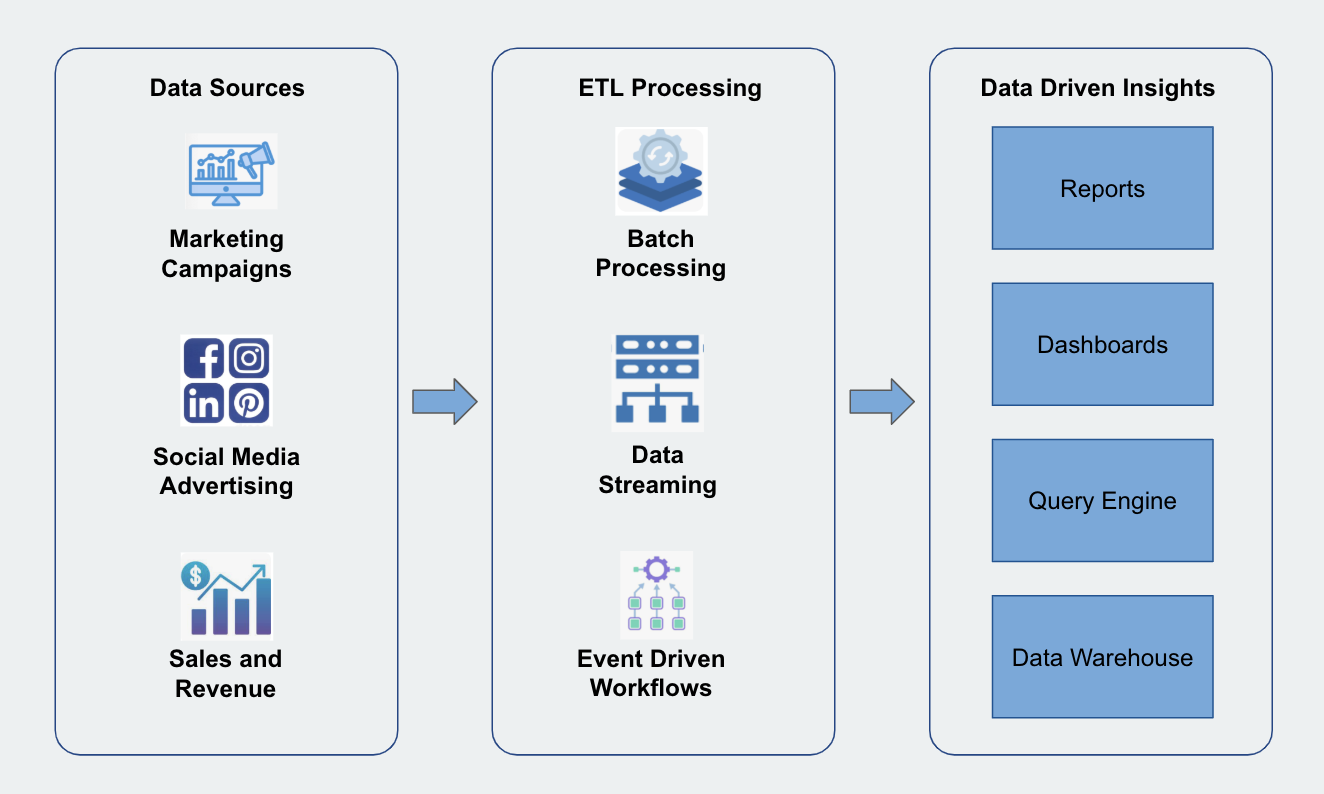 Data Sources
Marketing
Campaigns
Social Media
Advertising
Sales and
Revenue
ETL Processing
Batch
Processing
Data
Streaming
Event Driven
Workflows
Data Driven Insights
Reports
Dashboards
Query Engine
Data Warehouse